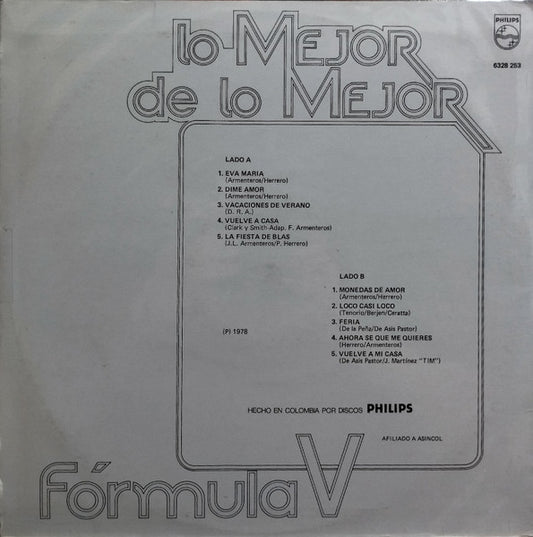 lo MEJOR
de lo MEJOR
PHILIPS
6328 253
LADO A
1. EVA MARIA
(Armenteros/Herrero)
2. DIME AMOR
(Armenteros/Herrero)
3. VACACIONES DE VERANO
(D. R. A.)
4. VUELVE A CASA
(Clark y Smith-Adap. F. Armenteros)
5. LA FIESTA DE BLAS
(J.L. Armenteros/P. Herrero)
LADO B
1. MONEDAS DE AMOR
(Armenteros/Herrero)
2. LOCO CASI LOCO
(Tenorio/Berjen/Ceratta)
3. FERIA
(De la Peña/De Asis Pastor)
4. AHORA SE QUE ME QUIERES
(Herrero/Armenteros)
5. VUELVE A MI CASA
(De Asis Pastor/J. Martinez "TIM")
(P) 1978
HECHO EN COLOMBIA POR DISCOS PHILIPS
AFILIADO A ASINCOL
fórmula V